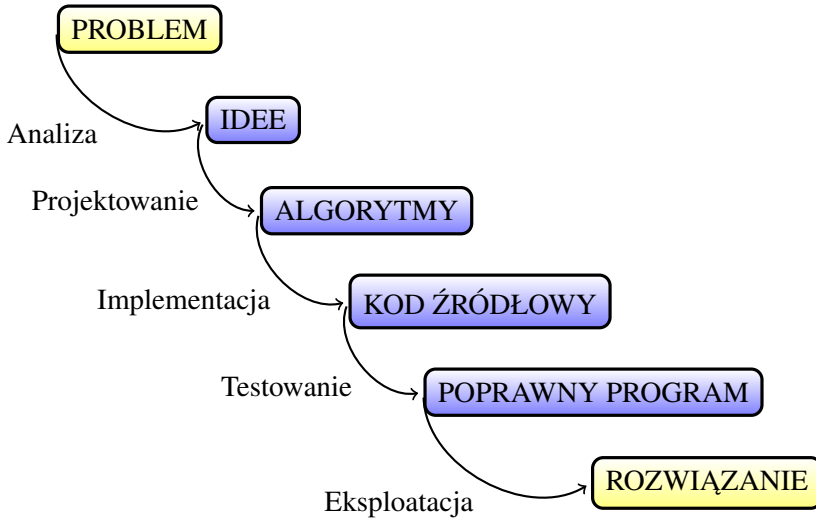 PROBLEM
Analiza
IDEE
Projektowanie
ALGORYTMY
Implementacja
KOD ŹRÓDŁOWY
Testowanie
POPRAWNY PROGRAM
Eksploatacja
ROZWIĄZANIE